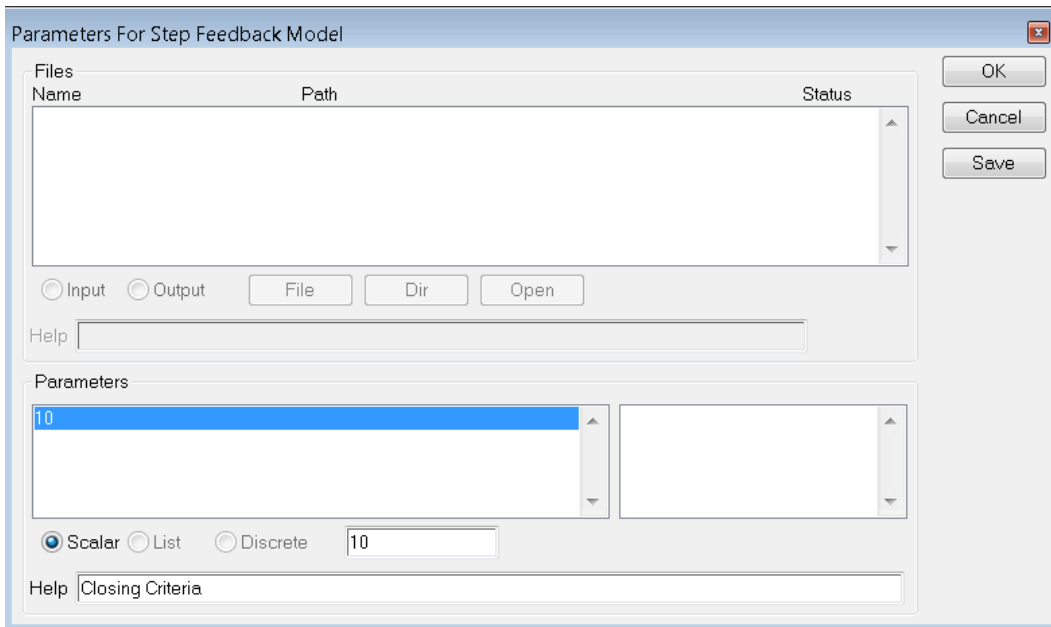 Parameters For Step Feedback Model
Files
Name Path Status
OK
Cancel
Save
Input Output File Dir Open
Help
Parameters
10
Scalar List Discrete 10
Help Closing Criteria